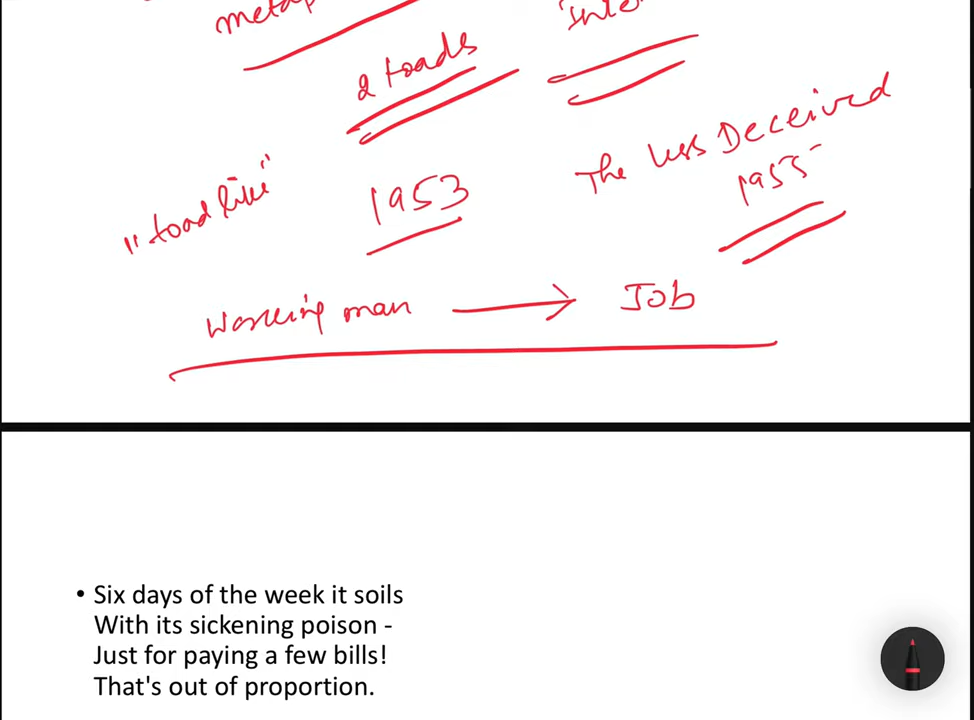 2 toads
The Less Deceived
1955
"toad like"
1953
Working man → Job
• Six days of the week it soils
With its sickening poison -
Just for paying a few bills!
That's out of proportion.